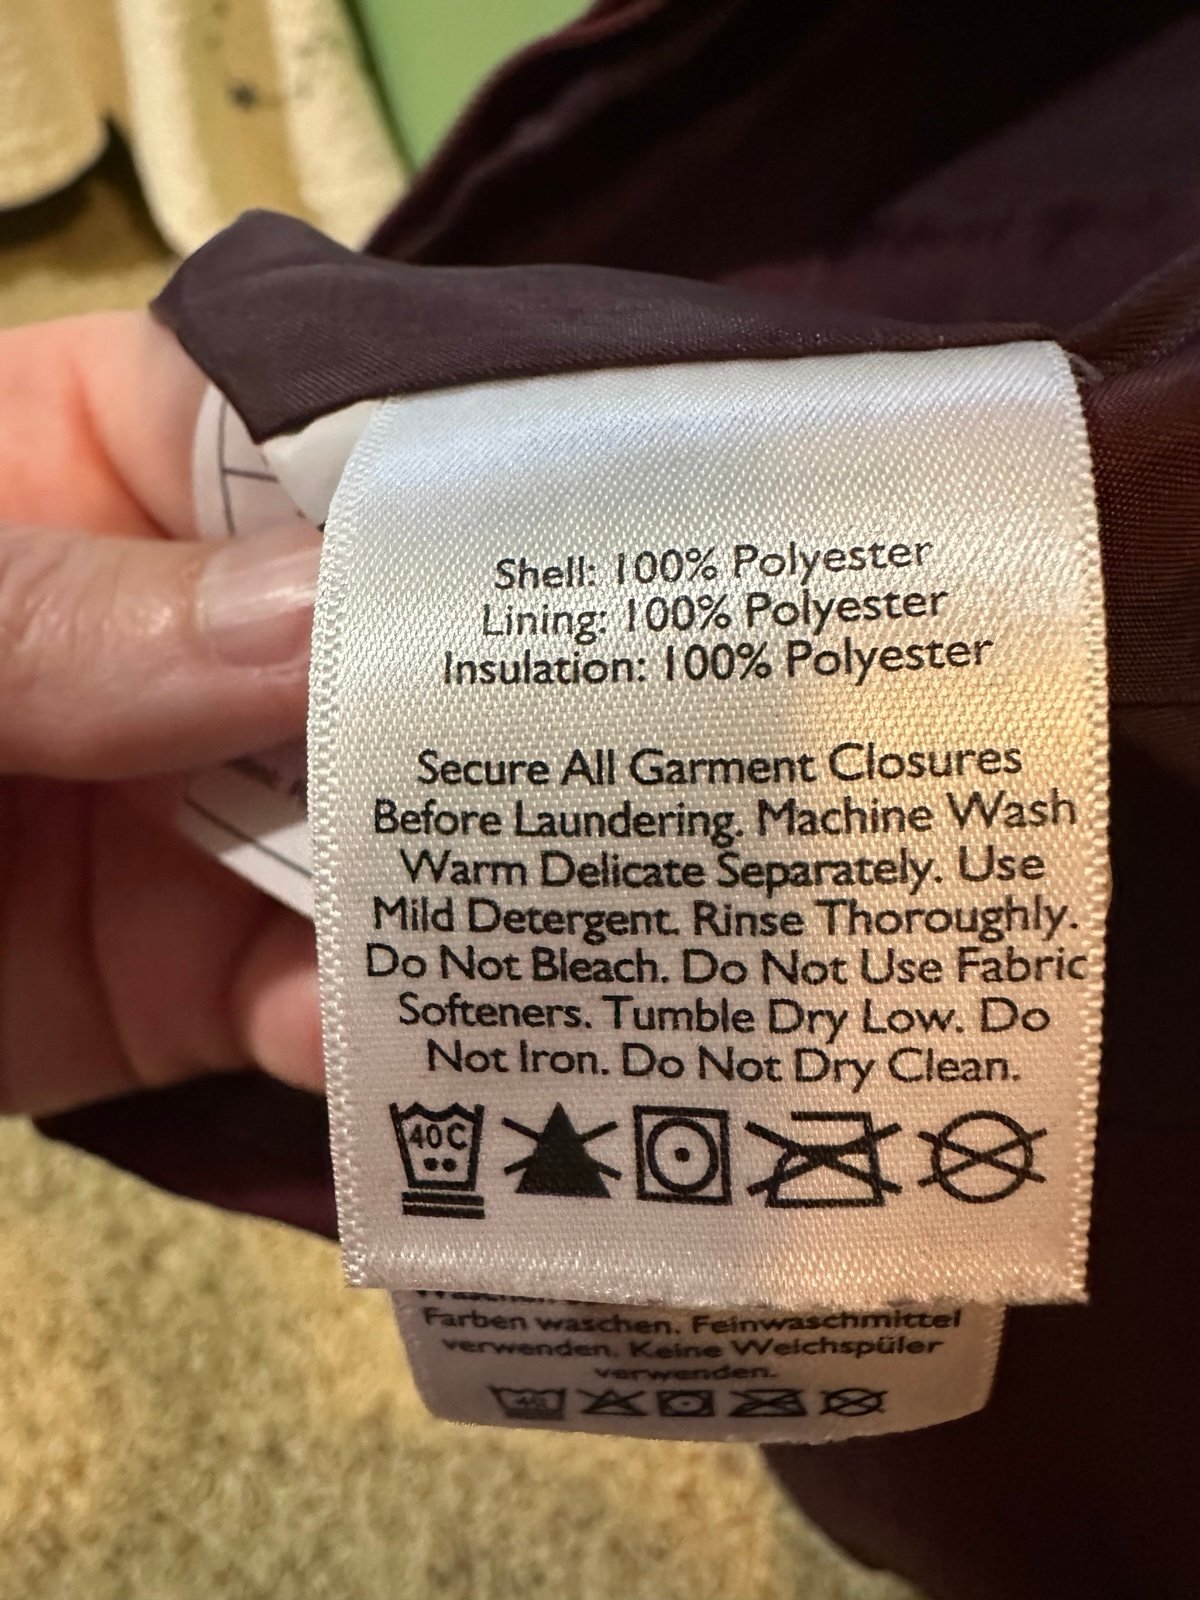 Shell: 100% Polyester
Lining: 100% Polyester
Insulation: 100% Polyester
Secure All Garment Closures
Before Laundering. Machine Wash
Warm Delicate Separately. Use
Mild Detergent. Rinse Thoroughly.
Do Not Bleach. Do Not Use Fabric
Softeners. Tumble Dry Low. Do
Not Iron. Do Not Dry Clean.
40C
Farben waschen. Feinwaschmittel
verwenden. Keine Weichspüler
verwenden.